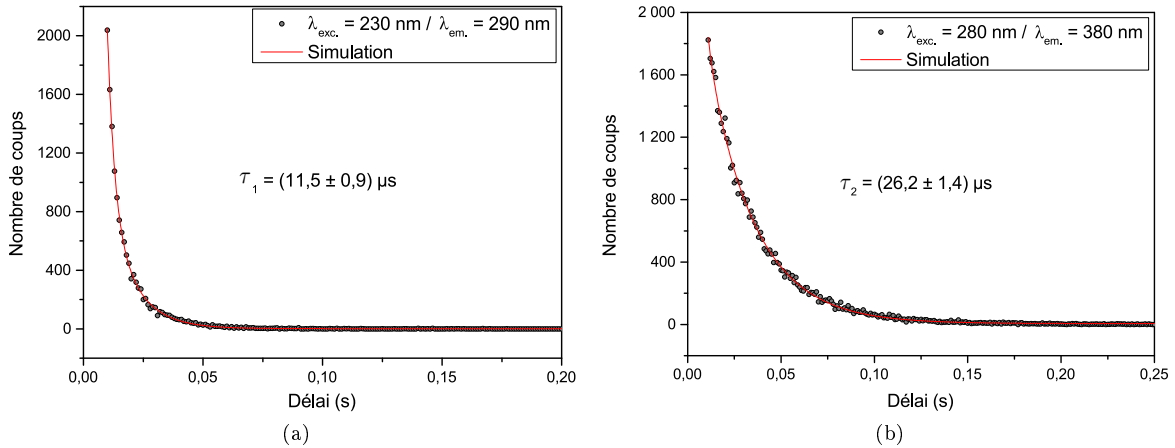 λexc. = 230 nm / λem. = 290 nm
Simulation
τ1 = (11,5 ± 0,9) µs
Nombre de coups
2000
1600
1200
800
400
0
0,00
0,05
0,10
0,15
0,20
Délai (s)
(a)
λexc. = 280 nm / λem. = 380 nm
Simulation
τ2 = (26,2 ± 1,4) µs
Nombre de coups
2 000
1 600
1 200
800
400
0
0,00
0,05
0,10
0,15
0,20
0,25
Délai (s)
(b)